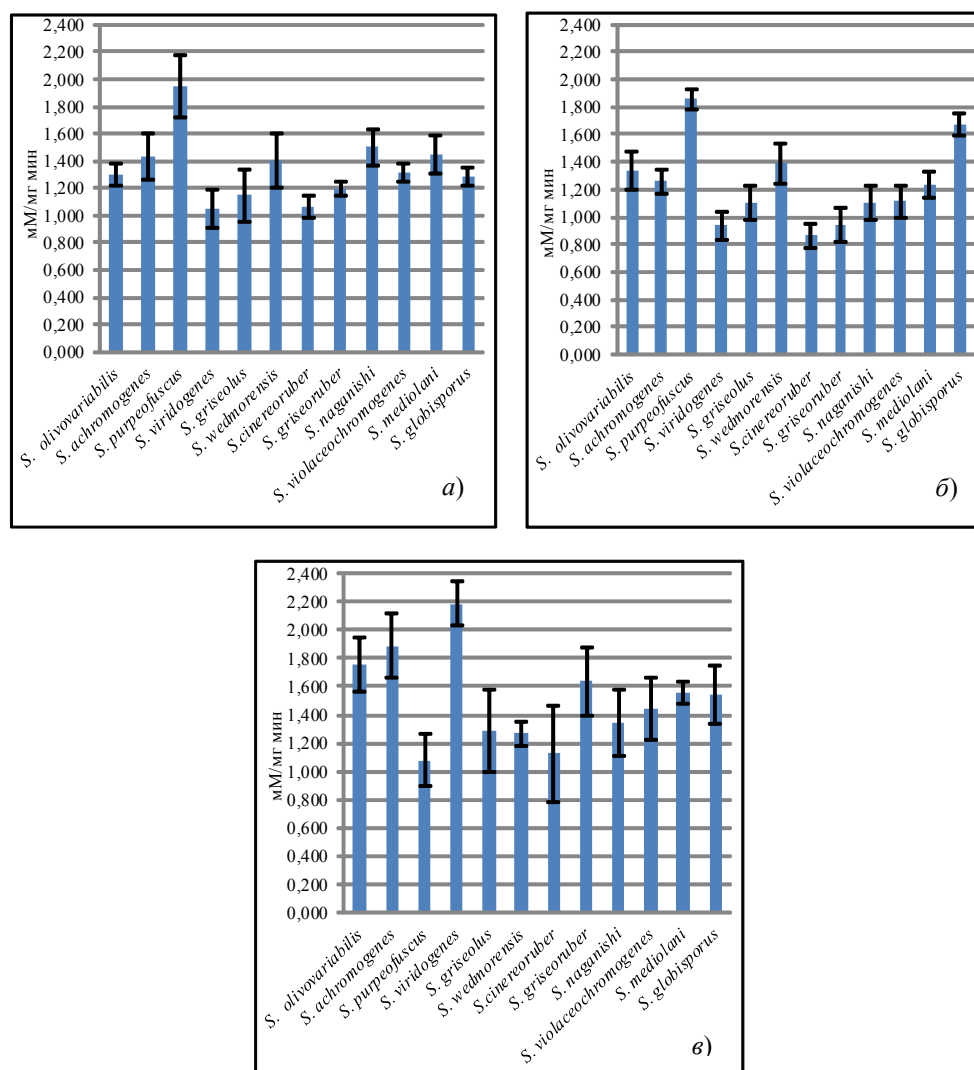 2,400
2,200
2,000
1,800
1,600
1,400
1,200
1,000
0,800
0,600
0,400
0,200
0,000
мМ/мг мин
S. olivovariabilis
S. achromogenes
S. purpeofuscus
S. viridogenes
S. griseolus
S. wedmorensis
S.cinereoruber
S. griseoruber
S. naganishi
S. violaceochromogenes
S. mediolani
S. globisporus
а)
2,400
2,200
2,000
1,800
1,600
1,400
1,200
1,000
0,800
0,600
0,400
0,200
0,000
мМ/мг мин
S. olivovariabilis
S. achromogenes
S. purpeofuscus
S. viridogenes
S. griseolus
S. wedmorensis
S.cinereoruber
S. griseoruber
S. naganishi
S. violaceochromogenes
S. mediolani
S. globisporus
б)
2,400
2,200
2,000
1,800
1,600
1,400
1,200
1,000
0,800
0,600
0,400
0,200
0,000
мМ/мг мин
S. olivovariabilis
S. achromogenes
S. purpeofuscus
S. viridogenes
S. griseolus
S. wedmorensis
S.cinereoruber
S. griseoruber
S. naganishi
S. violaceochromogenes
S. mediolani
S. globisporus
в)